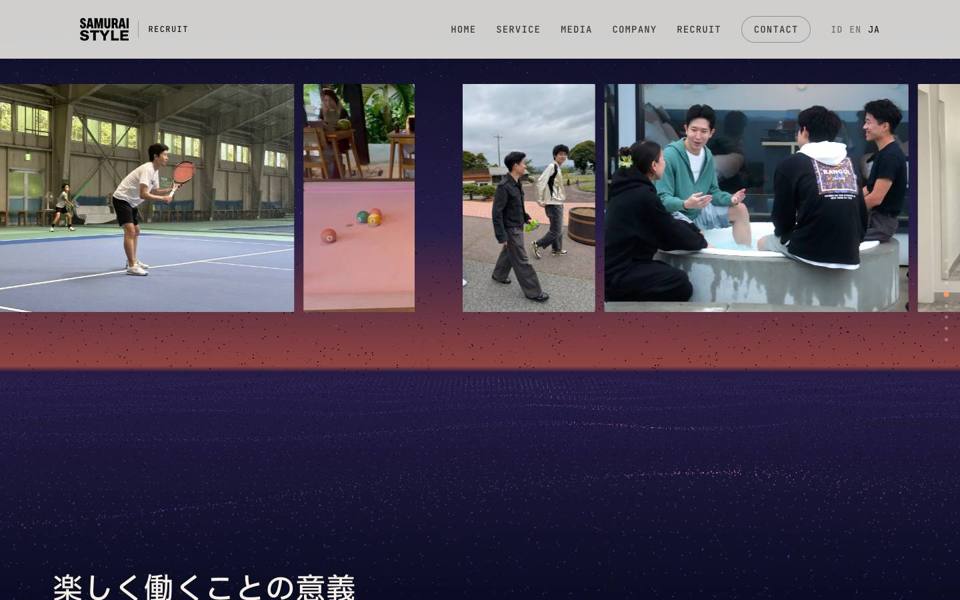 SAMURAI
STYLE
RECRUIT
HOME SERVICE MEDIA COMPANY RECRUIT CONTACT ID EN JA
楽しく働くことの意義